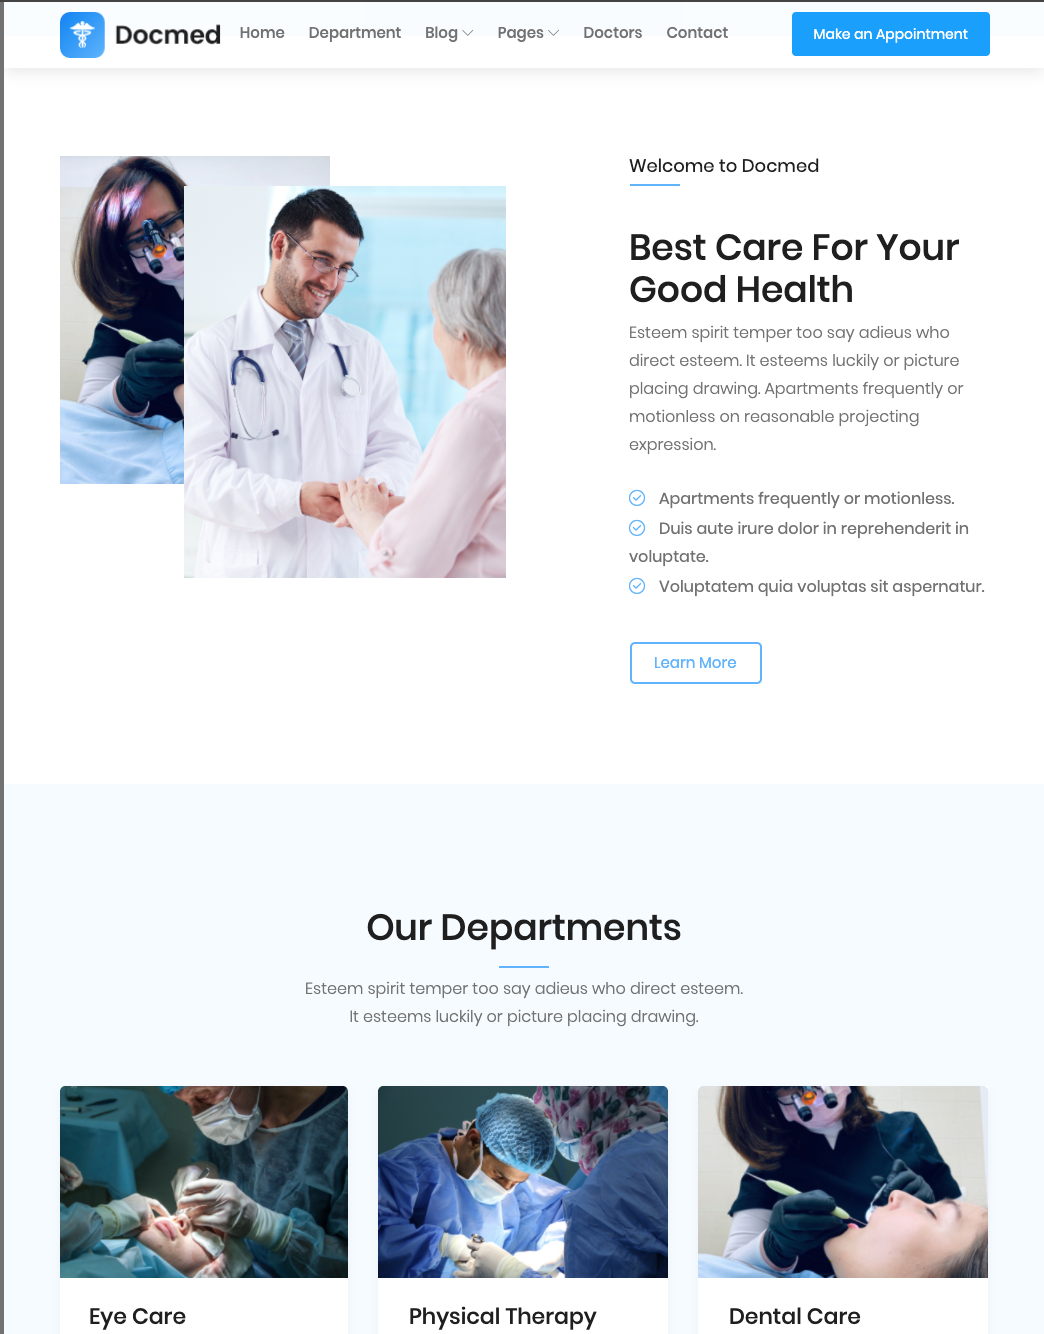 Docmed Home Department Blog Pages Doctors Contact Make an Appointment
Welcome to Docmed
Best Care For Your
Good Health
Esteem spirit temper too say adieus who
direct esteem. It esteems luckily or picture
placing drawing. Apartments frequently or
motionless on reasonable projecting
expression.
Apartments frequently or motionless.
Duis aute irure dolor in reprehenderit in
voluptate.
Voluptatem quia voluptas sit aspernatur.
Learn More
Our Departments
Esteem spirit temper too say adieus who direct esteem.
It esteems luckily or picture placing drawing.
Eye Care
Physical Therapy
Dental Care